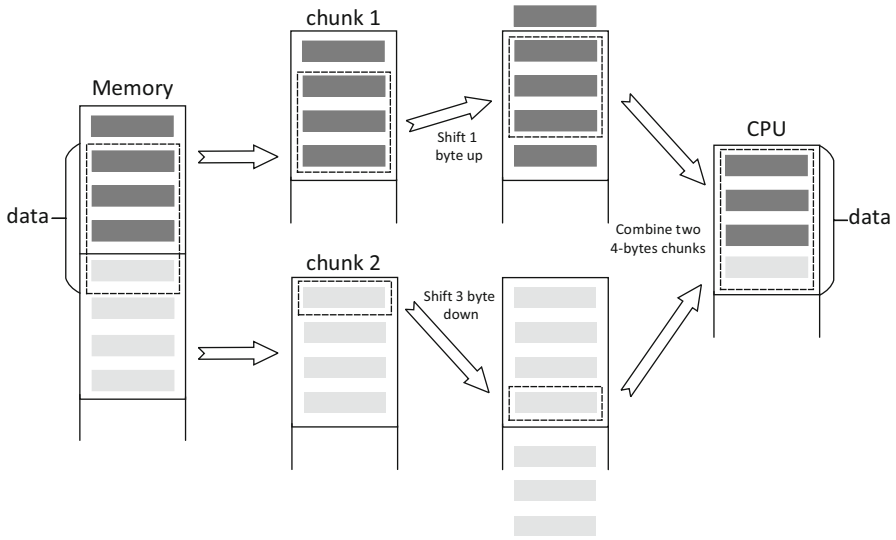 chunk 1
Memory
Shift 1
byte up
CPU
data
data
Combine two
4-bytes chunks
chunk 2
Shift 3 byte
down